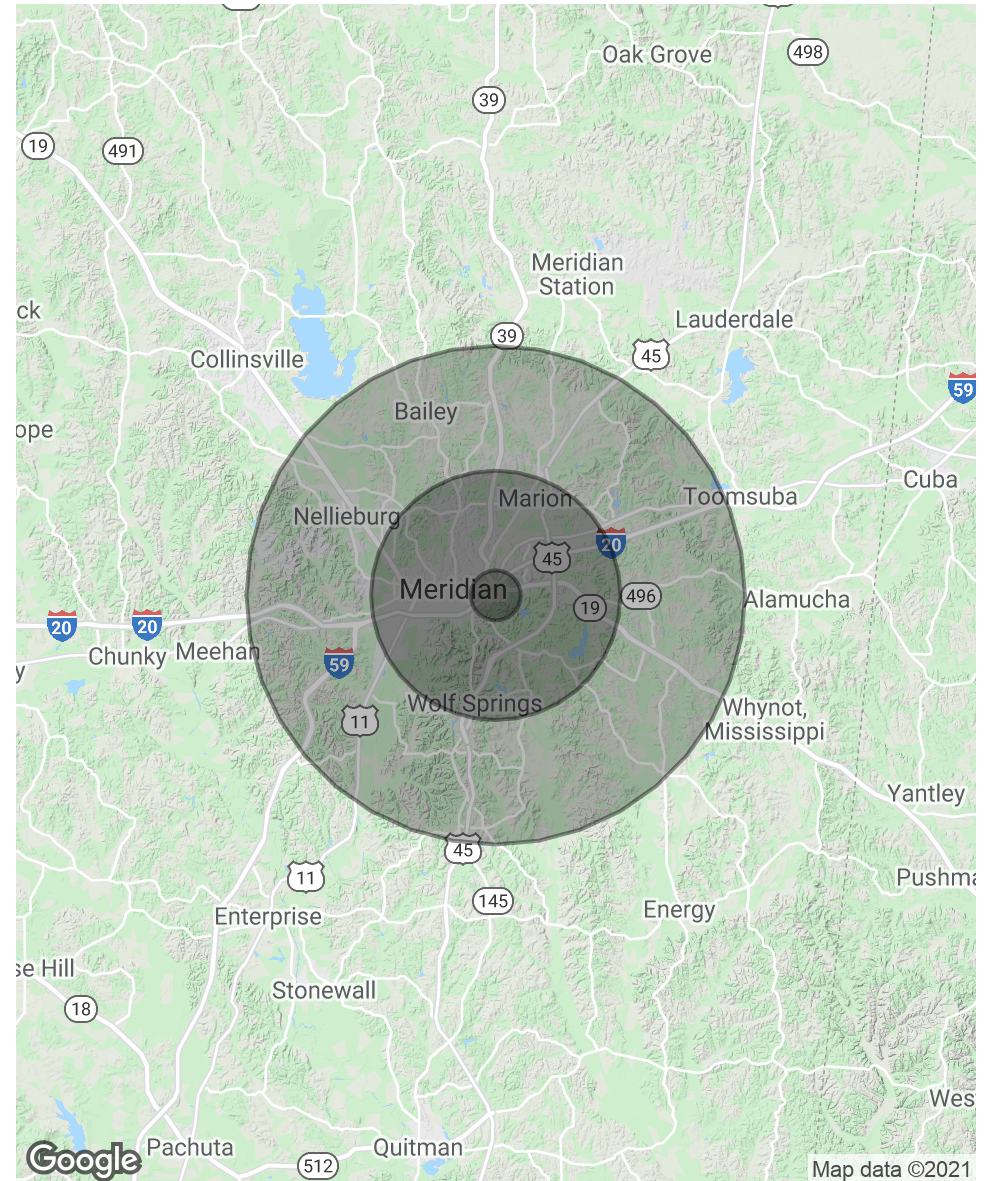 Oak Grove
498
39
19
491
Meridian
Station
ck
Lauderdale
39
45
Collinsville
59
Bailey
ope
Cuba
Toomsuba
Marion
Nellieburg
20
45
Meridian
19
496
Alamucha
20
20
Chunky
Meehan
y
59
Wolf Springs
11
Whynot,
Mississippi
Yantley
45
11
Pushma
145
Enterprise
Energy
se Hill
Stonewall
18
Wes
Pachuta
Quitman
Google
512
Map data ©2021